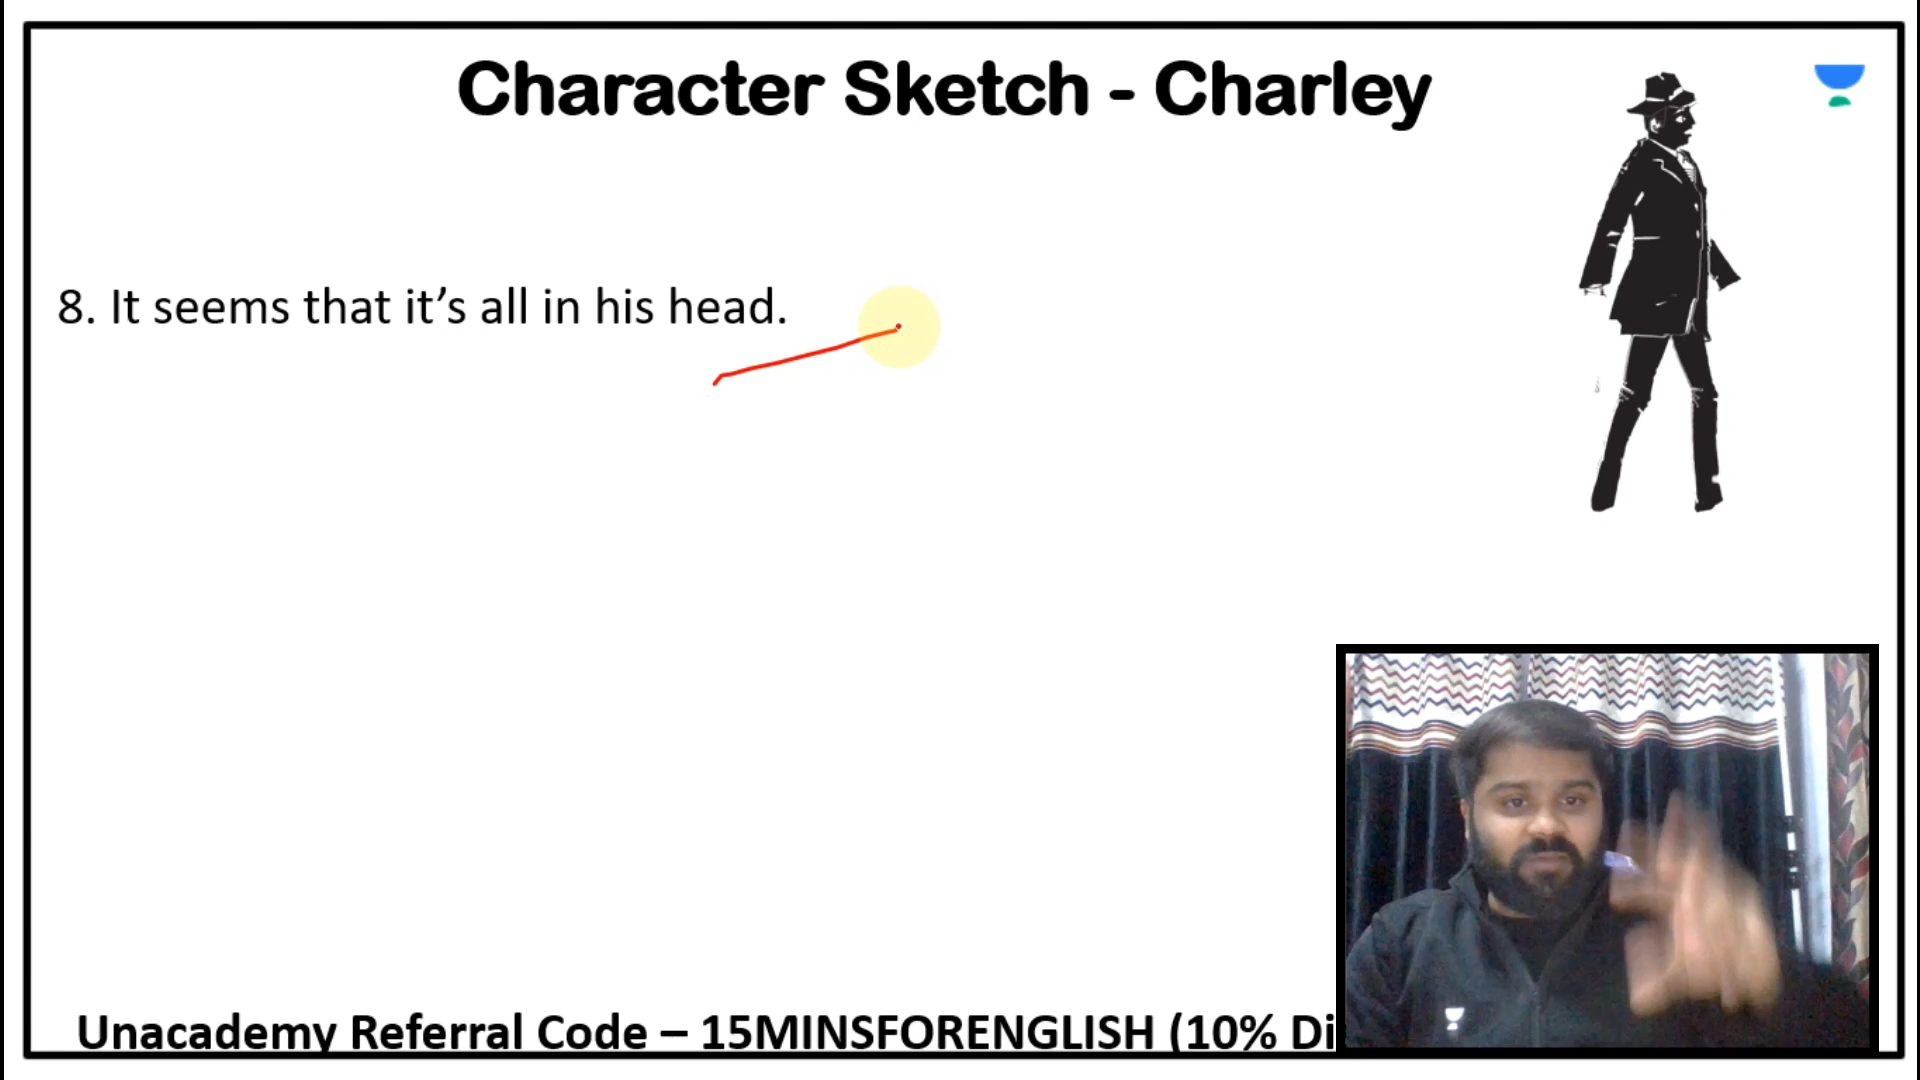 Character Sketch - Charley
8. It seems that it’s all in his head.
Unacademy Referral Code – 15MINSFORENGLISH (10% Di